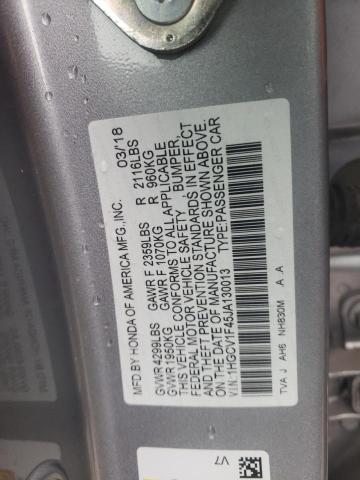 MFD.BY HONDA OF AMERICA MFG.,INC. 03/18
GVWR 4299LBS GAWR F 2359LBS R 2116LBS
GVWR 1950KG GAWR F 1070KG R 960KG
THIS VEHICLE CONFORMS TO ALL APPLICABLE
FEDERAL MOTOR VEHICLE SAFETY, BUMPER,
AND THEFT PREVENTION STANDARDS IN EFFECT
ON THE DATE OF MANUFACTURE SHOWN ABOVE.
V.I.N.:1HGCV1F45JA130013 TYPE:PASSENGER CAR
TVA J AH6 NH830M A .A
V7